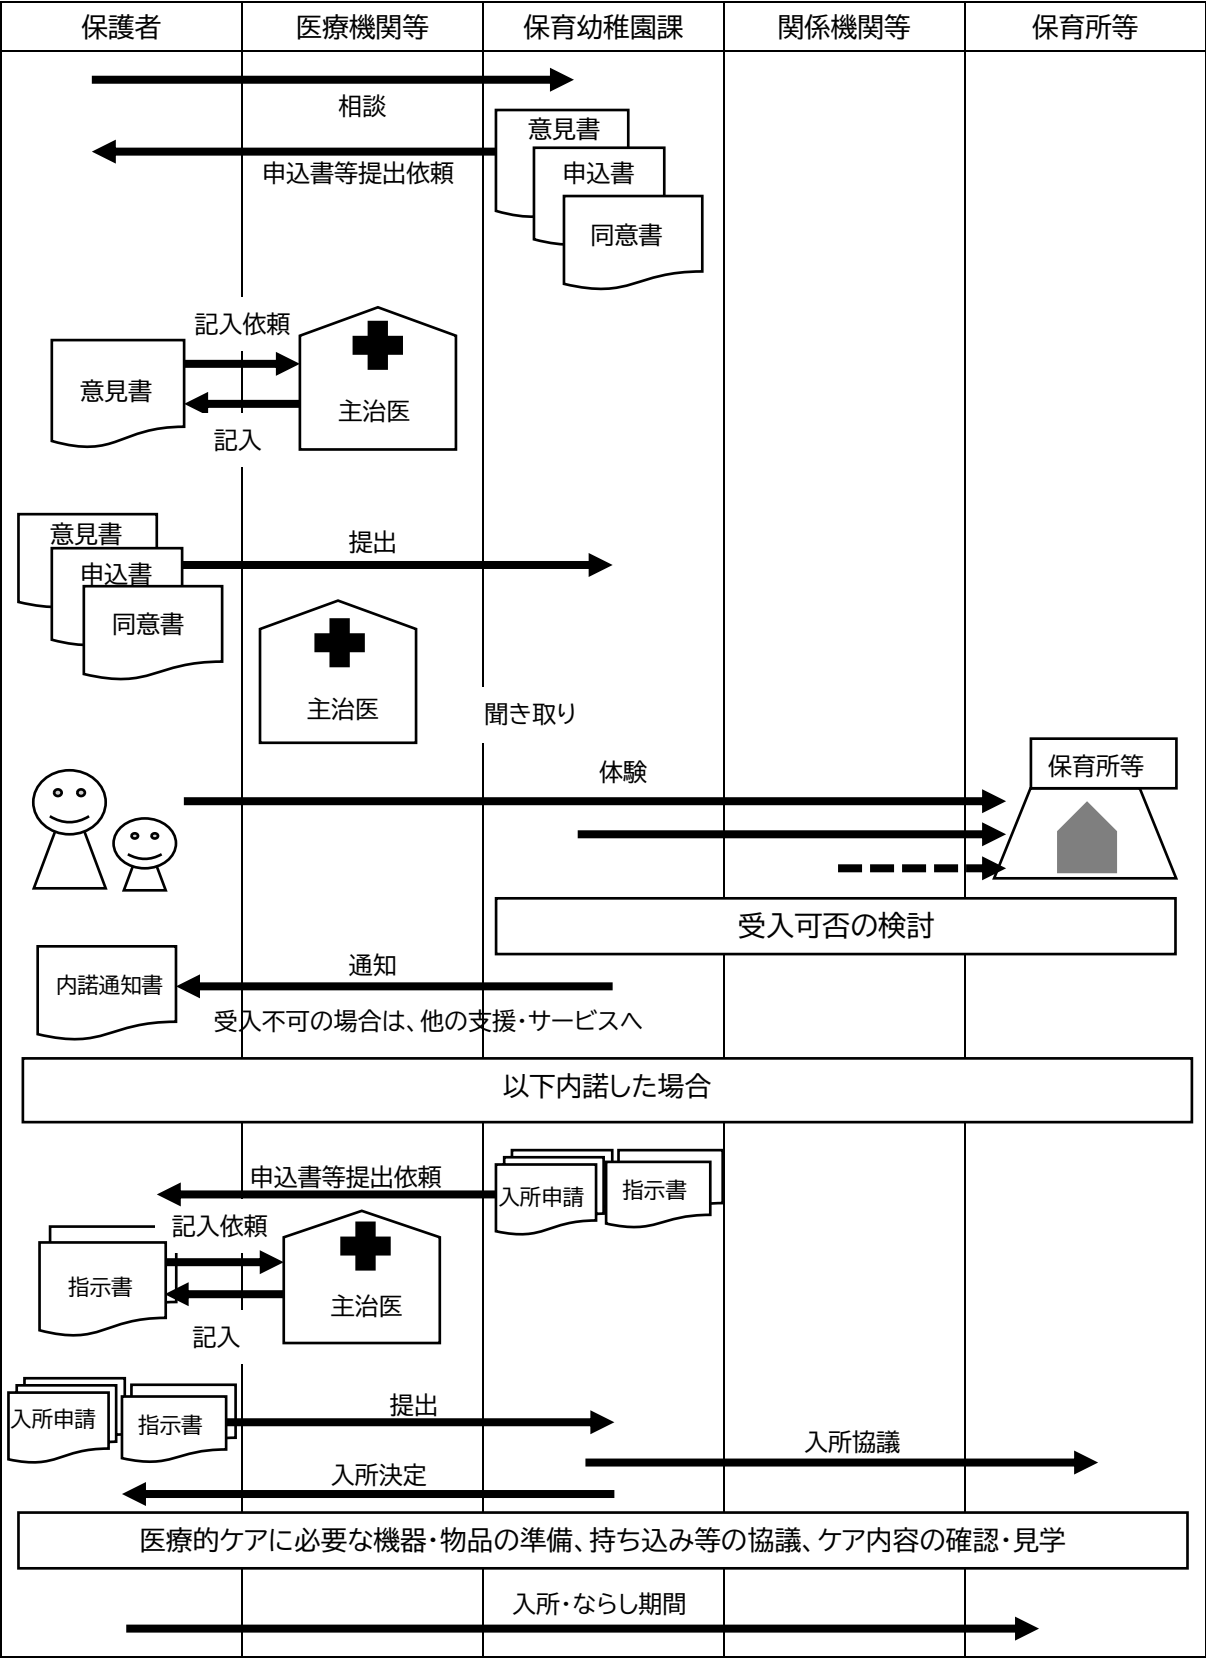 保護者
医療機関等
保育幼稚園課
関係機関等
保育所等
相談
意見書
申込書等提出依頼
申込書
同意書
記入依頼
意見書
主治医
記入
意見書
提出
申込書
同意書
主治医
聞き取り
保育所等
体験
受入可否の検討
通知
内諾通知書
受入不可の場合は、他の支援・サービスへ
以下内諾した場合
申込書等提出依頼
入所申請
指示書
記入依頼
指示書
主治医
記入
入所申請
指示書
提出
入所協議
入所決定
医療的ケアに必要な機器・物品の準備、持ち込み等の協議、ケア内容の確認・見学
入所・ならし期間